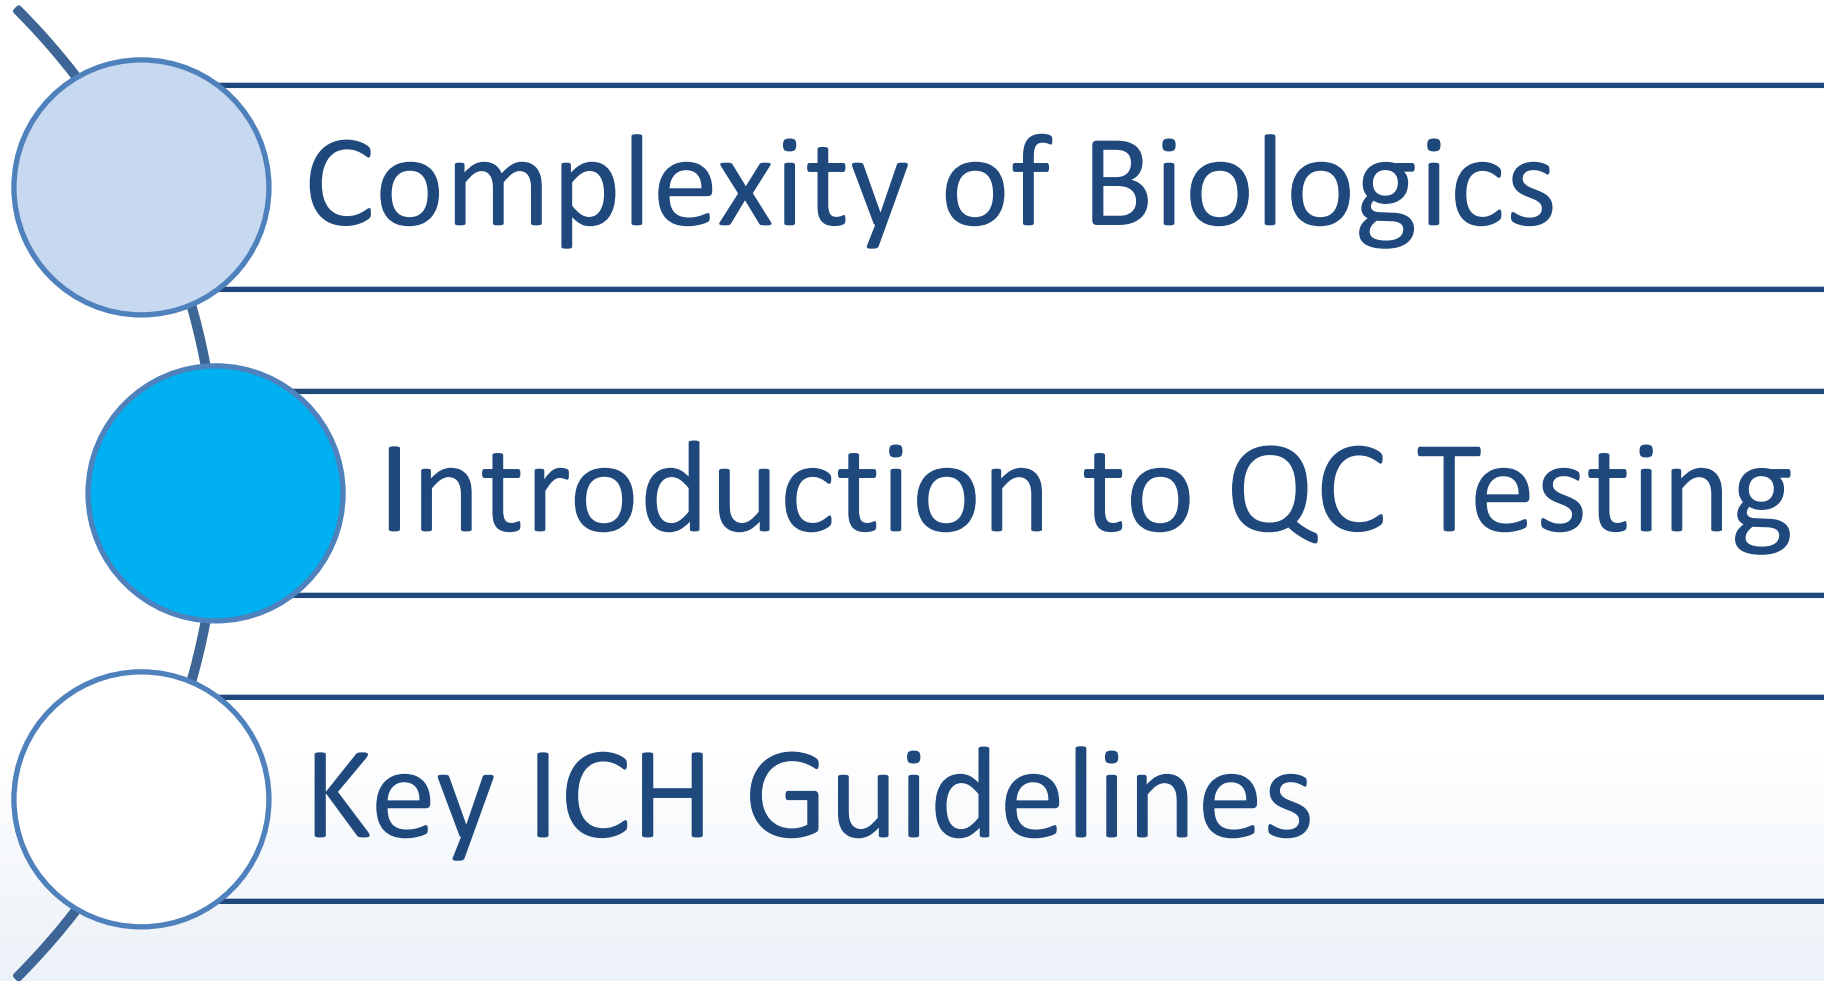 Complexity of Biologics
Introduction to QC Testing
Key ICH Guidelines